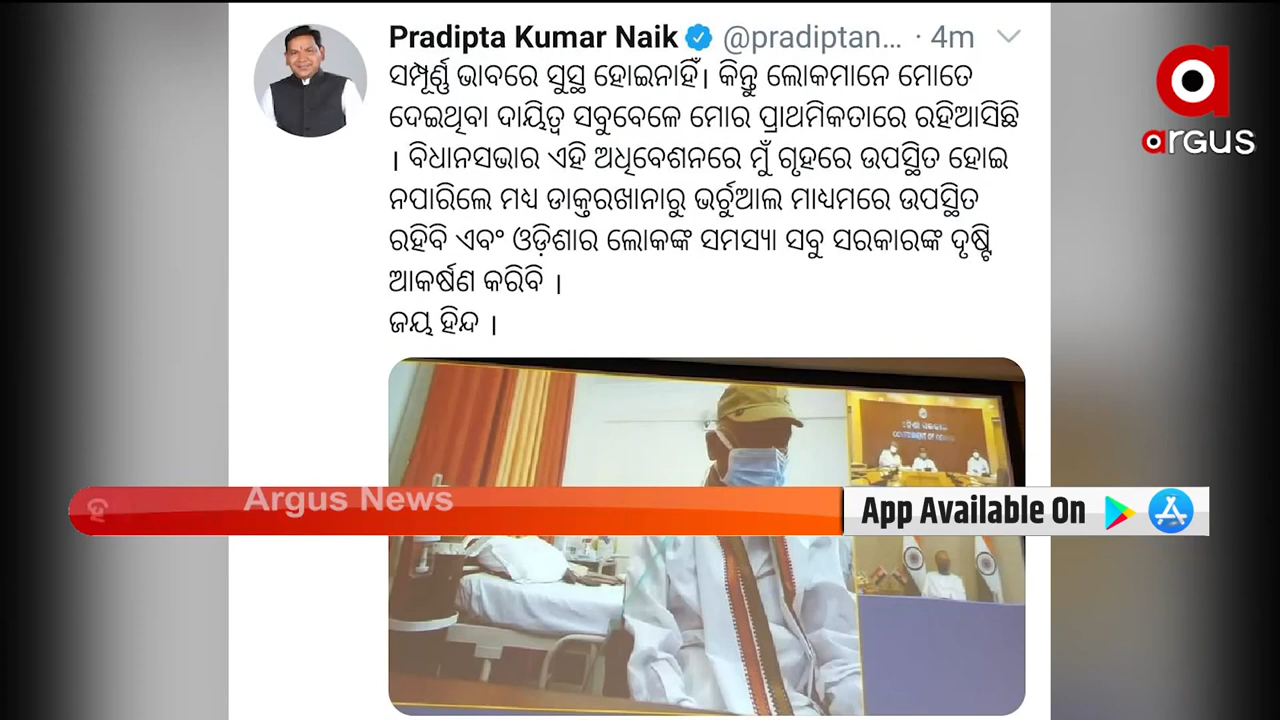 Pradipta Kumar Naik @pradiptan... · 4m
ସମ୍ପୂର୍ଣ୍ଣ ଭାବରେ ସୁସ୍ଥ ହୋଇନାହିଁ। କିନ୍ତୁ ଲୋକମାନେ ମୋତେ
ଦେଇଥିବା ଦାୟିତ୍ୱ ସବୁବେଳେ ମୋର ପ୍ରାଥମିକତାରେ ରହିଆସିଛି
। ବିଧାନସଭାର ଏହି ଅଧିବେଶନରେ ମୁଁ ଗୃହରେ ଉପସ୍ଥିତ ହୋଇ
ନପାରିଲେ ମଧ୍ୟ ଡାକ୍ତରଖାନାରୁ ଭର୍ଚୁଆଲ ମାଧ୍ୟମରେ ଉପସ୍ଥିତ
ରହିବି ଏବଂ ଓଡ଼ିଶାର ଲୋକଙ୍କ ସମସ୍ୟା ସବୁ ସରକାରଙ୍କ ଦୃଷ୍ଟି
ଆକର୍ଷଣ କରିବି ।
ଜୟ ହିନ୍ଦ ।
argus
Argus News
App Available On